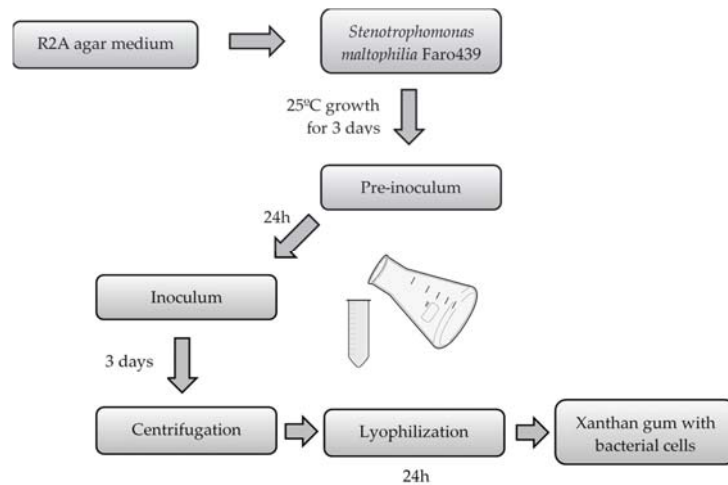 R2A agar medium
Stenotrophomonas
maltophilia Faro439
25ºC growth
for 3 days
Pre-inoculum
24h
Inoculum
3 days
Centrifugation
Lyophilization
Xanthan gum with
bacterial cells
24h